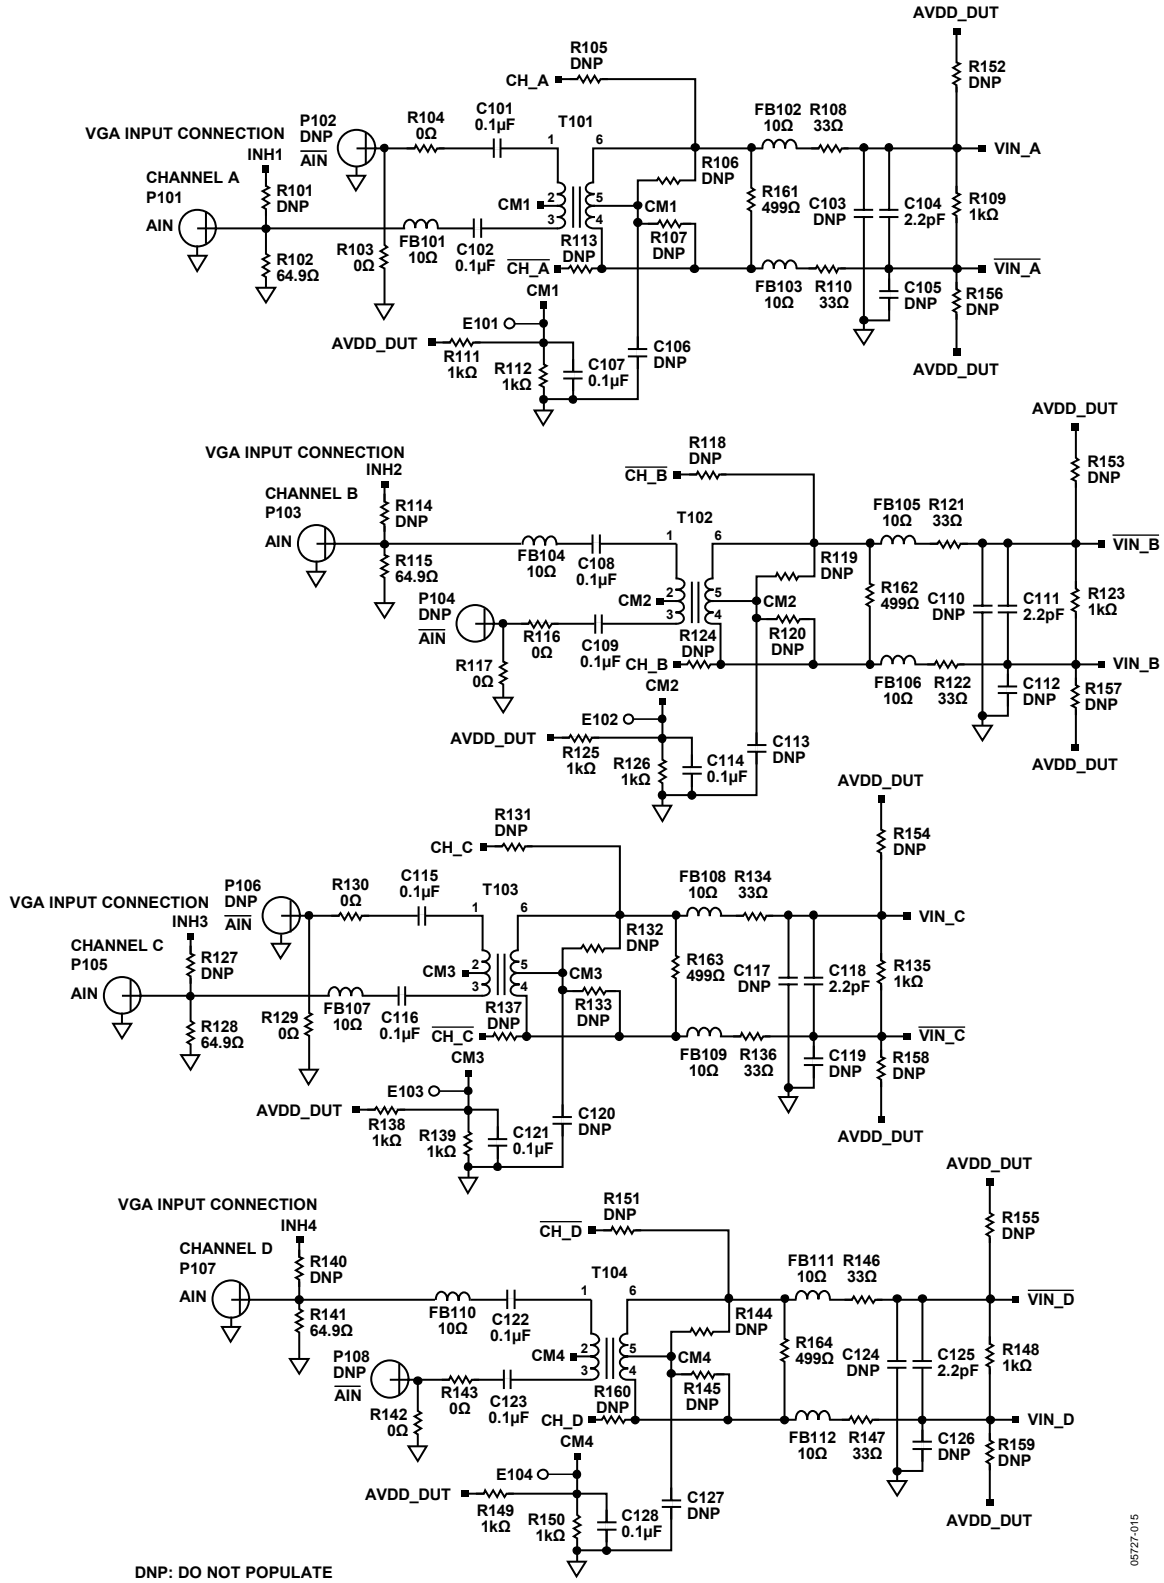 AVDD_DUT
R105
DNP
CH_A
R152
DNP
VGA INPUT CONNECTION
INH1
P102
DNP
AIN
R104
0Ω
C101
0.1µF
T101
1
2
3
6
5
4
FB102
10Ω
R108
33Ω
VIN_A
CHANNEL A
P101
AIN
R101
DNP
R102
64.9Ω
R103
0Ω
FB101
10Ω
C102
0.1µF
CM1
CM1
R106
DNP
R107
DNP
R113
DNP
CH_A
R161
499Ω
C103
DNP
C104
2.2pF
R109
1kΩ
FB103
10Ω
R110
33Ω
C105
DNP
VIN_A
R156
DNP
AVDD_DUT
CM1
E101
AVDD_DUT
R111
1kΩ
R112
1kΩ
C107
0.1µF
C106
DNP
AVDD_DUT
R118
DNP
CH_B
R153
DNP
VGA INPUT CONNECTION
INH2
CHANNEL B
P103
AIN
R114
DNP
R115
64.9Ω
FB104
10Ω
C108
0.1µF
T102
1
2
3
6
5
4
FB105
10Ω
R121
33Ω
VIN_B
P104
DNP
AIN
R116
0Ω
R117
0Ω
C109
0.1µF
CM2
CM2
R119
DNP
R120
DNP
R124
DNP
CH_B
R162
499Ω
C110
DNP
C111
2.2pF
R123
1kΩ
FB106
10Ω
R122
33Ω
C112
DNP
VIN_B
R157
DNP
AVDD_DUT
CM2
E102
AVDD_DUT
R125
1kΩ
R126
1kΩ
C114
0.1µF
C113
DNP
AVDD_DUT
R131
DNP
CH_C
R154
DNP
VGA INPUT CONNECTION
INH3
P106
DNP
AIN
R130
0Ω
C115
0.1µF
T103
1
2
3
6
5
4
FB108
10Ω
R134
33Ω
VIN_C
CHANNEL C
P105
AIN
R127
DNP
R128
64.9Ω
R129
0Ω
FB107
10Ω
C116
0.1µF
CM3
CM3
R132
DNP
R133
DNP
R137
DNP
CH_C
R163
499Ω
C117
DNP
C118
2.2pF
R135
1kΩ
FB109
10Ω
R136
33Ω
C119
DNP
VIN_C
R158
DNP
AVDD_DUT
CM3
E103
AVDD_DUT
R138
1kΩ
R139
1kΩ
C121
0.1µF
C120
DNP
AVDD_DUT
R151
DNP
CH_D
R155
DNP
VGA INPUT CONNECTION
INH4
CHANNEL D
P107
AIN
R140
DNP
R141
64.9Ω
FB110
10Ω
C122
0.1µF
T104
1
2
3
6
5
4
FB111
10Ω
R146
33Ω
VIN_D
P108
DNP
AIN
R143
0Ω
R142
0Ω
C123
0.1µF
CM4
CM4
R144
DNP
R145
DNP
R160
DNP
CH_D
R164
499Ω
C124
DNP
C125
2.2pF
R148
1kΩ
FB112
10Ω
R147
33Ω
C126
DNP
VIN_D
R159
DNP
AVDD_DUT
CM4
E104
AVDD_DUT
R149
1kΩ
R150
1kΩ
C128
0.1µF
C127
DNP
DNP: DO NOT POPULATE
05727-015